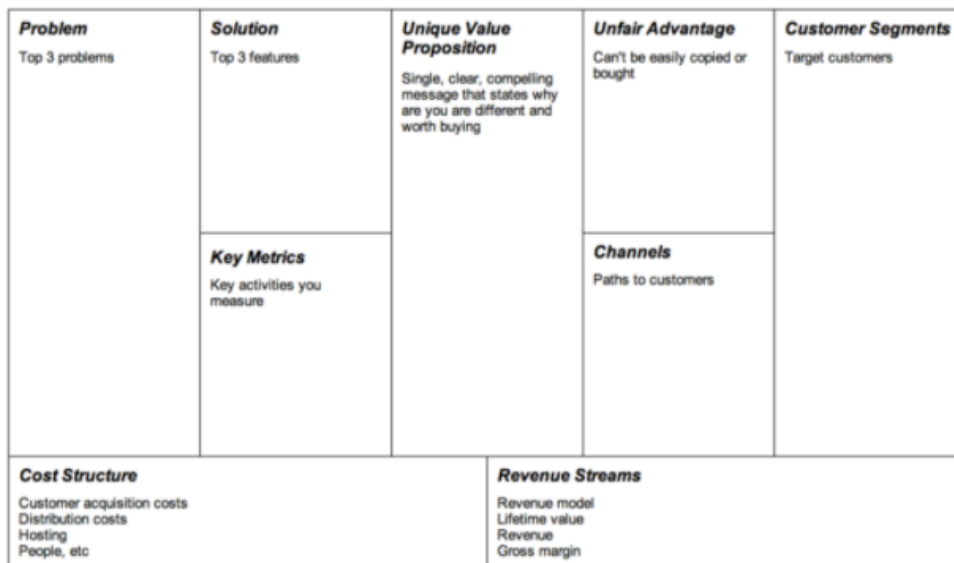 Problem
Top 3 problems
Solution
Top 3 features
Key Metrics
Key activities you
measure
Unique Value
Proposition
Single, clear, compelling
message that states why
are you are different and
worth buying
Unfair Advantage
Can't be easily copied or
bought
Channels
Paths to customers
Customer Segments
Target customers
Cost Structure
Customer acquisition costs
Distribution costs
Hosting
People, etc
Revenue Streams
Revenue model
Lifetime value
Revenue
Gross margin